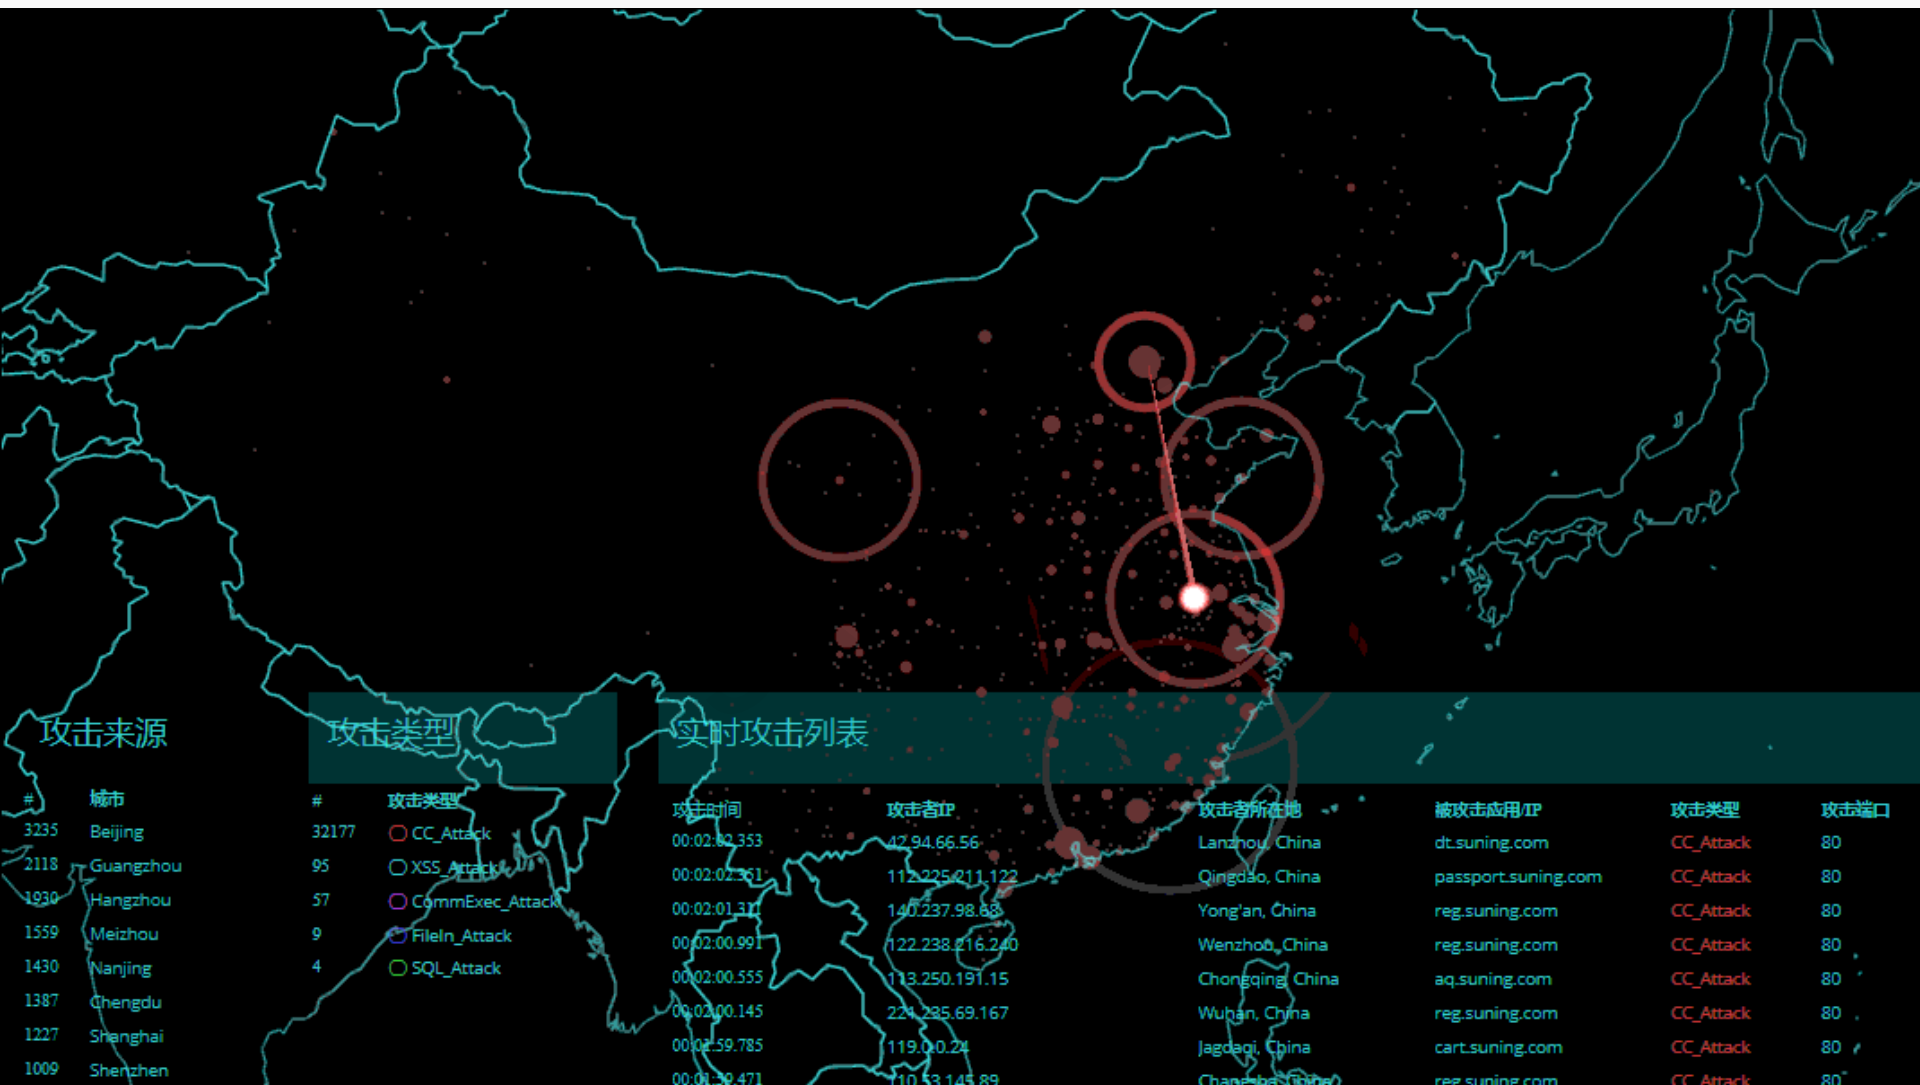 攻击来源 攻击类型 实时攻击列表
# 城市 # 攻击类型 攻击时间 攻击者IP 攻击者所在地 被攻击应用/IP 攻击类型 攻击端口
3235 Beijing 32177 CC_Attack 00:02:02.353 42.94.66.56 Lanzhou, China dt.suning.com CC_Attack 80
2118 Guangzhou 95 XSS_Attack 00:02:02.351 112.225.211.122 Qingdao, China passport.suning.com CC_Attack 80
1930 Hangzhou 57 CommExec_Attack 140.237.98.68 Yong'an, China reg.suning.com CC_Attack 80
1559 Meizhou 9 FileIn_Attack 00:02:00.991 122.238.216.240 Wenzhou, China reg.suning.com CC_Attack 80
1430 Nanjing 4 SQL_Attack 00:02:00.555 113.250.191.15 Chongqing, China aq.suning.com CC_Attack 80
1387 Chengdu 00:02:00.145 221.235.69.167 Wuhan, China reg.suning.com CC_Attack 80
1227 Shanghai 00:01:59.785 119.0.0.24 Jagdaqi, China cart.suning.com CC_Attack 80
1009 Shenzhen 00:01:59.471 110.53.145.89 Changsha, China reg.suning.com CC_Attack 80